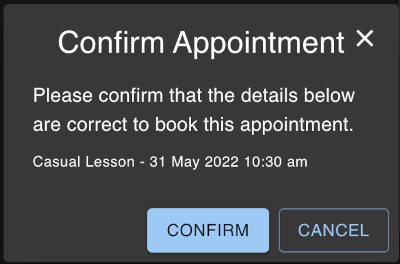 Confirm Appointment
Please confirm that the details below
are correct to book this appointment.
Casual Lesson - 31 May 2022 10:30 am
CONFIRM CANCEL